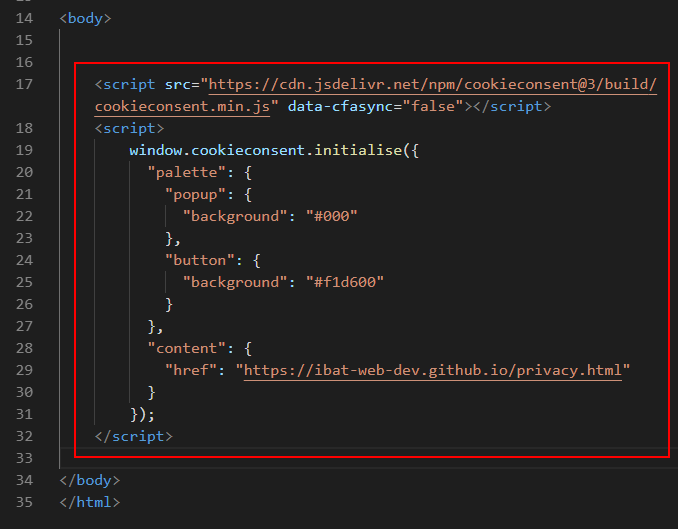 14 <body>
15
16
17 <script src="https://cdn.jsdelivr.net/npm/cookieconsent@3/build/
cookieconsent.min.js" data-cfasync="false"></script>
18 <script>
19 window.cookieconsent.initialise({
20 "palette": {
21 "popup": {
22 "background": "#000"
23 },
24 "button": {
25 "background": "#f1d600"
26 }
27 },
28 "content": {
29 "href": "https://ibat-web-dev.github.io/privacy.html"
30 }
31 });
32 </script>
33
34 </body>
35 </html>